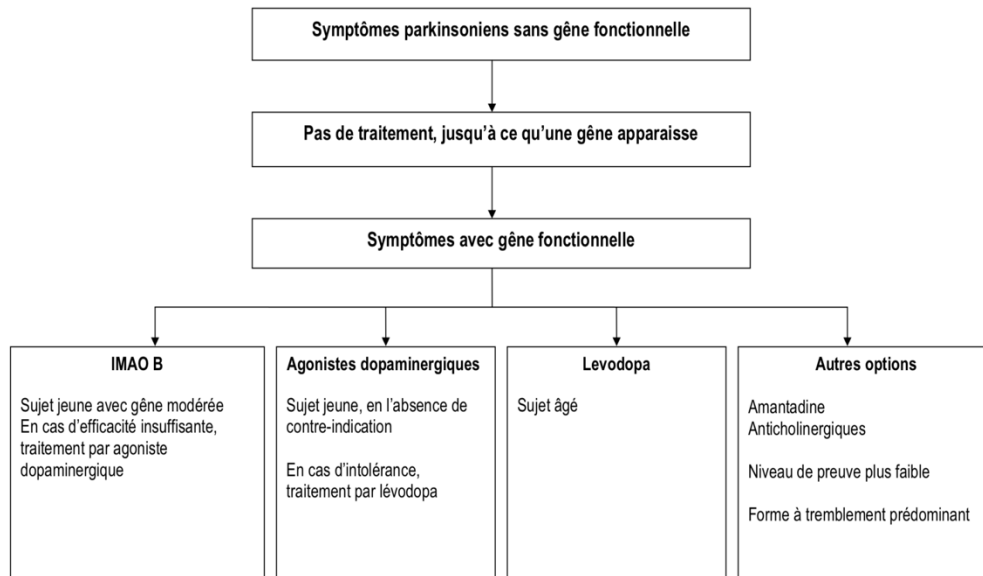 Symptômes parkinsoniens sans gêne fonctionnelle
Pas de traitement, jusqu’à ce qu’une gêne apparaisse
Symptômes avec gêne fonctionnelle
IMAO B
Sujet jeune avec gêne modérée
En cas d’efficacité insuffisante,
traitement par agoniste
dopaminergique
Agonistes dopaminergiques
Sujet jeune, en l’absence de
contre-indication
En cas d’intolérance,
traitement par lévodopa
Levodopa
Sujet âgé
Autres options
Amantadine
Anticholinergiques
Niveau de preuve plus faible
Forme à tremblement prédominant